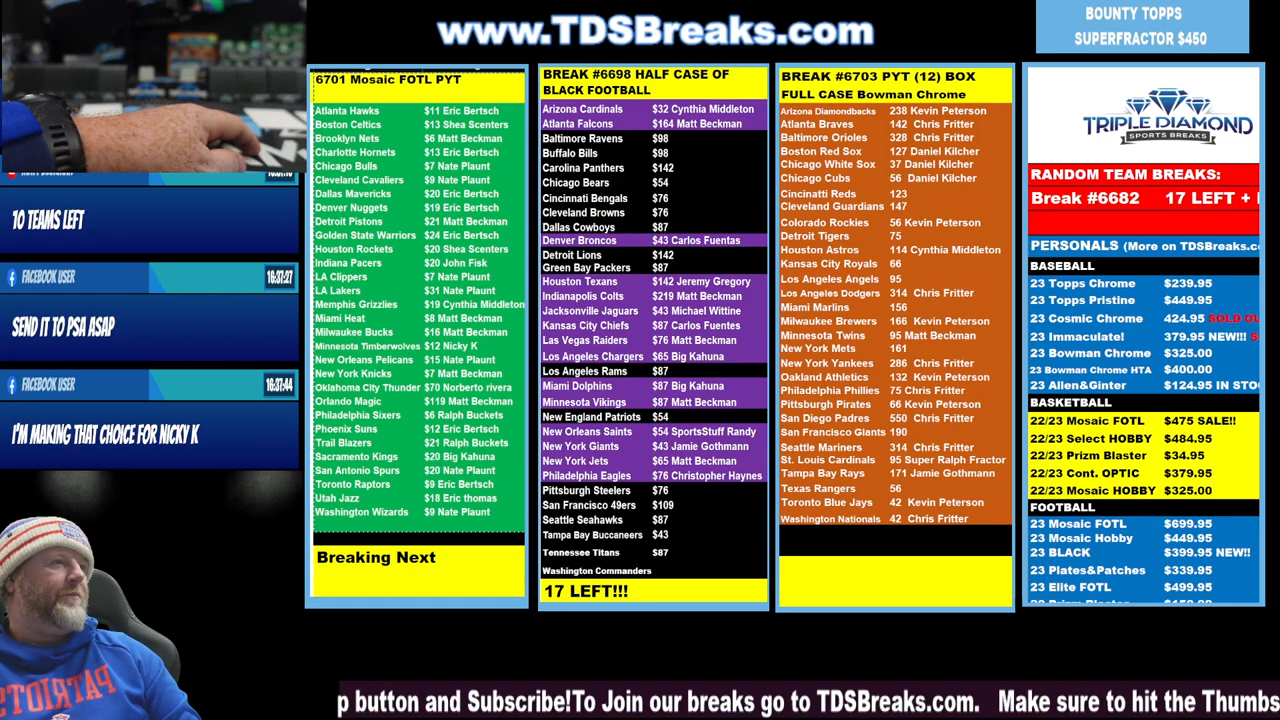 www.TDSBreaks.com
BOUNTY TOPPS
SUPERFRACTOR $450
10 TEAMS LEFT
FACEBOOK USER
18:37:27
SEND IT TO PSA ASAP
FACEBOOK USER
18:37:44
I'M MAKING THAT CHOICE FOR NICKY K
PATRIOTS
6701 Mosaic FOTL PYT
Atlanta Hawks $11 Eric Bertsch
Boston Celtics $13 Shea Scenters
Brooklyn Nets $6 Matt Beckman
Charlotte Hornets $13 Eric Bertsch
Chicago Bulls $7 Nate Plaunt
Cleveland Cavaliers $9 Nate Plaunt
Dallas Mavericks $20 Eric Bertsch
Denver Nuggets $19 Eric Bertsch
Detroit Pistons $21 Matt Beckman
Golden State Warriors $24 Eric Bertsch
Houston Rockets $20 Shea Scenters
Indiana Pacers $20 John Fisk
LA Clippers $7 Nate Plaunt
LA Lakers $31 Nate Plaunt
Memphis Grizzlies $19 Cynthia Middleton
Miami Heat $8 Matt Beckman
Milwaukee Bucks $16 Matt Beckman
Minnesota Timberwolves $12 Nicky K
New Orleans Pelicans $15 Nate Plaunt
New York Knicks $7 Matt Beckman
Oklahoma City Thunder $70 Norberto rivera
Orlando Magic $119 Matt Beckman
Philadelphia Sixers $6 Ralph Buckets
Phoenix Suns $12 Eric Bertsch
Trail Blazers $21 Ralph Buckets
Sacramento Kings $20 Big Kahuna
San Antonio Spurs $20 Nate Plaunt
Toronto Raptors $9 Eric Bertsch
Utah Jazz $18 Eric thomas
Washington Wizards $9 Nate Plaunt
Breaking Next
BREAK #6698 HALF CASE OF
BLACK FOOTBALL
Arizona Cardinals $32 Cynthia Middleton
Atlanta Falcons $164 Matt Beckman
Baltimore Ravens $98
Buffalo Bills $98
Carolina Panthers $142
Chicago Bears $54
Cincinnati Bengals $76
Cleveland Browns $76
Dallas Cowboys $87
Denver Broncos $43 Carlos Fuentas
Detroit Lions $142
Green Bay Packers $87
Houston Texans $142 Jeremy Gregory
Indianapolis Colts $219 Matt Beckman
Jacksonville Jaguars $43 Michael Wittine
Kansas City Chiefs $87 Carlos Fuentes
Las Vegas Raiders $76 Matt Beckman
Los Angeles Chargers $65 Big Kahuna
Los Angeles Rams $87
Miami Dolphins $87 Big Kahuna
Minnesota Vikings $87 Matt Beckman
New England Patriots $54
New Orleans Saints $54 SportsStuff Randy
New York Giants $43 Jamie Gothmann
New York Jets $65 Matt Beckman
Philadelphia Eagles $76 Christopher Haynes
Pittsburgh Steelers $76
San Francisco 49ers $109
Seattle Seahawks $87
Tampa Bay Buccaneers $43
Tennessee Titans $87
Washington Commanders
17 LEFT!!!
BREAK #6703 PYT (12) BOX
FULL CASE Bowman Chrome
Arizona Diamondbacks 238 Kevin Peterson
Atlanta Braves 142 Chris Fritter
Baltimore Orioles 328 Chris Fritter
Boston Red Sox 127 Daniel Kilcher
Chicago White Sox 37 Daniel Kilcher
Chicago Cubs 56 Daniel Kilcher
Cincinatti Reds 123
Cleveland Guardians 147
Colorado Rockies 56 Kevin Peterson
Detroit Tigers 75
Houston Astros 114 Cynthia Middleton
Kansas City Royals 66
Los Angeles Angels 95
Los Angeles Dodgers 314 Chris Fritter
Miami Marlins 156
Milwaukee Brewers 166 Kevin Peterson
Minnesota Twins 95 Matt Beckman
New York Mets 161
New York Yankees 286 Chris Fritter
Oakland Athletics 132 Kevin Peterson
Philadelphia Phillies 75 Chris Fritter
Pittsburgh Pirates 66 Kevin Peterson
San Diego Padres 550 Chris Fritter
San Francisco Giants 190
Seattle Mariners 314 Chris Fritter
St. Louis Cardinals 95 Super Ralph Fractor
Tampa Bay Rays 171 Jamie Gothmann
Texas Rangers 56
Toronto Blue Jays 42 Kevin Peterson
Washington Nationals 42 Chris Fritter
TRIPLE DIAMOND
SPORTS BREAKS
RANDOM TEAM BREAKS:
Break #6682 17 LEFT +
PERSONALS (More on TDSBreaks.co
BASEBALL
23 Topps Chrome $239.95
23 Topps Pristine $449.95
23 Cosmic Chrome 424.95 SOLD OU
23 Immaculate! 379.95 NEW!!! S
23 Bowman Chrome $325.00
23 Bowman Chrome HTA $400.00
23 Allen&Ginter $124.95 IN STO
BASKETBALL
22/23 Mosaic FOTL $475 SALE!!
22/23 Select HOBBY $484.95
22/23 Prizm Blaster $34.95
22/23 Cont. OPTIC $379.95
22/23 Mosaic HOBBY $325.00
FOOTBALL
23 Mosaic FOTL $699.95
23 Mosaic Hobby $449.95
23 BLACK $399.95 NEW!!
23 Plates&Patches $339.95
23 Elite FOTL $499.95
p button and Subscribe!To Join our breaks go to TDSBreaks.com. Make sure to hit the Thumbs